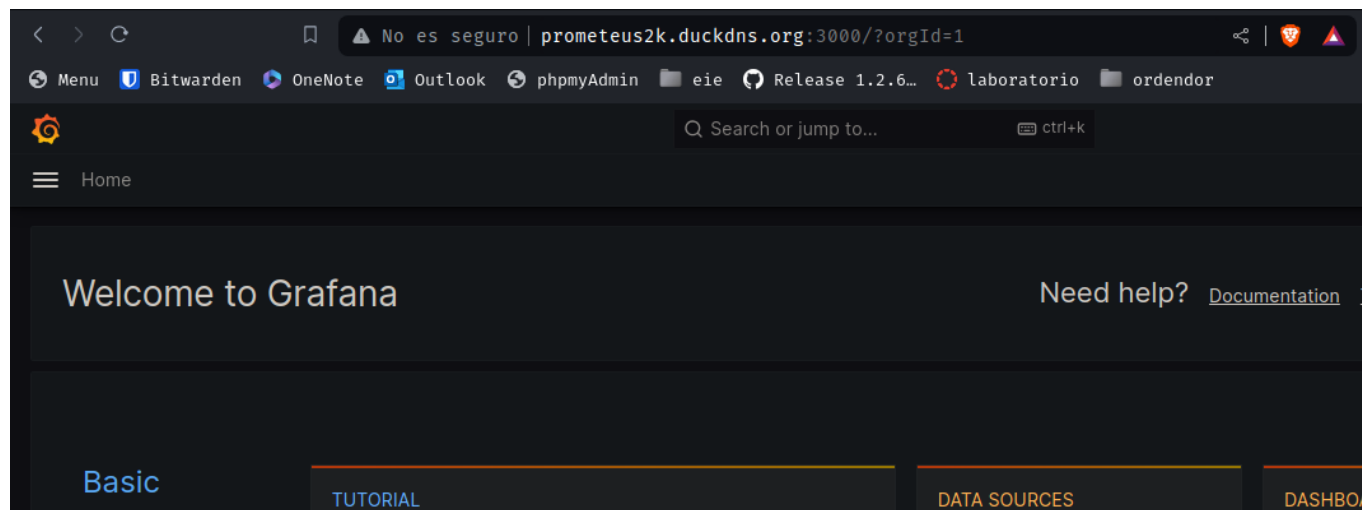 No es seguro | prometeus2k.duckdns.org:3000/?orgId=1
Menu Bitwarden OneNote Outlook phpmyAdmin eie Release 1.2.6… laboratorio ordendor
Search or jump to... ctrl+k
Home
Welcome to Grafana Need help? Documentation
Basic
TUTORIAL DATA SOURCES DASHBOA